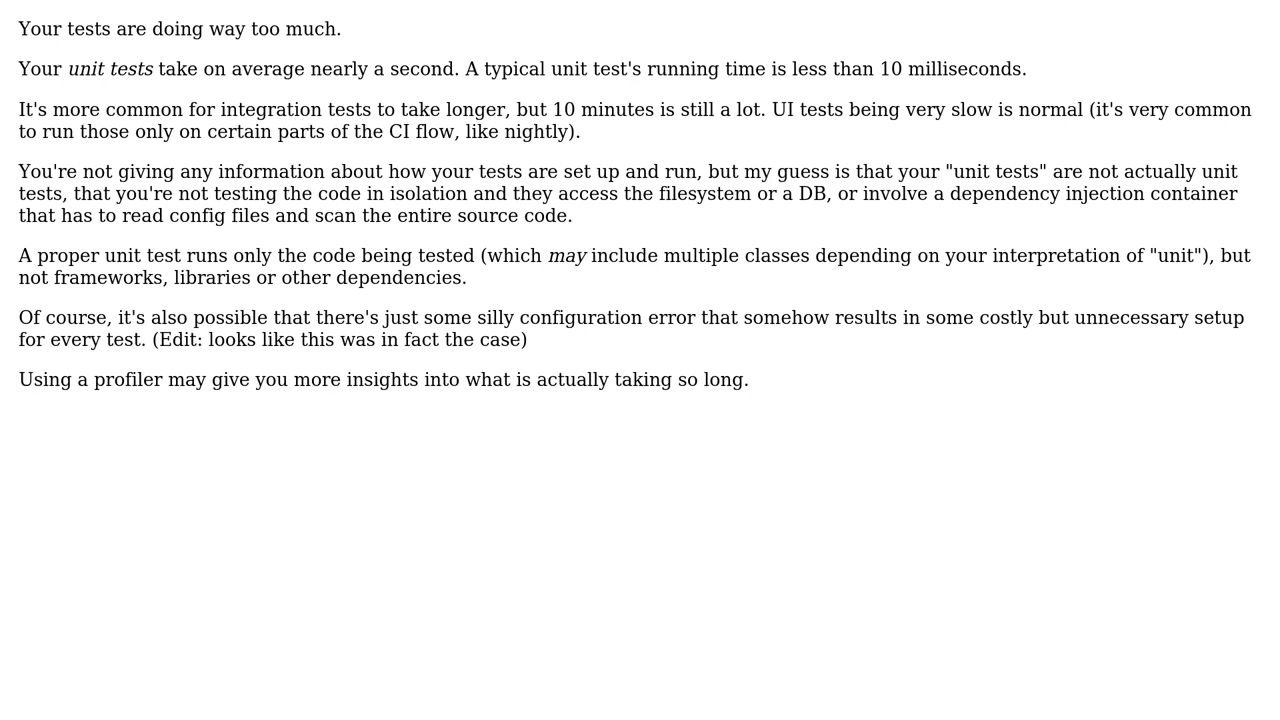 Your tests are doing way too much.
Your unit tests take on average nearly a second. A typical unit test's running time is less than 10 milliseconds.
It's more common for integration tests to take longer, but 10 minutes is still a lot. UI tests being very slow is normal (it's very common
to run those only on certain parts of the CI flow, like nightly).
You're not giving any information about how your tests are set up and run, but my guess is that your "unit tests" are not actually unit
tests, that you're not testing the code in isolation and they access the filesystem or a DB, or involve a dependency injection container
that has to read config files and scan the entire source code.
A proper unit test runs only the code being tested (which may include multiple classes depending on your interpretation of "unit"), but
not frameworks, libraries or other dependencies.
Of course, it's also possible that there's just some silly configuration error that somehow results in some costly but unnecessary setup
for every test. (Edit: looks like this was in fact the case)
Using a profiler may give you more insights into what is actually taking so long.